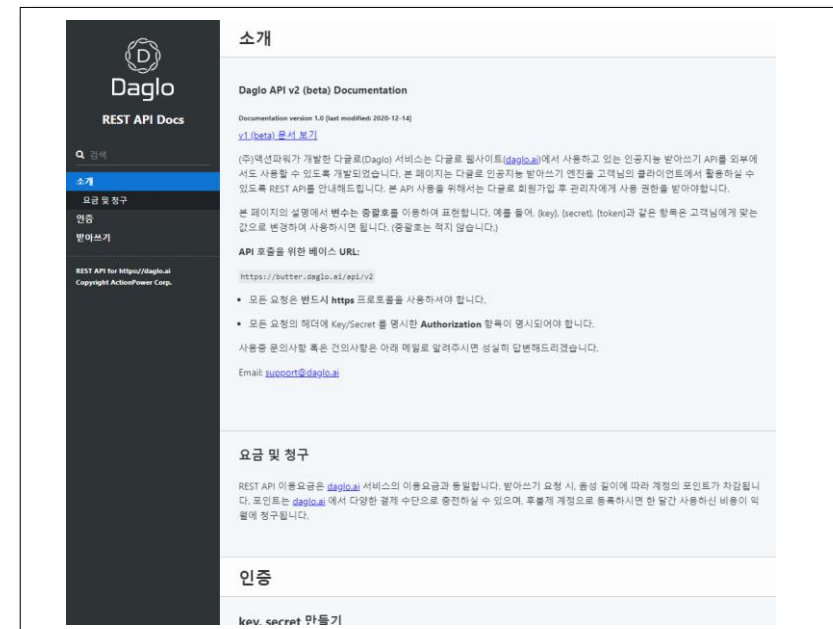 Daglo
REST API Docs
검색
소개
요금 및 청구
인증
받아쓰기
REST API for https://daglo.ai
Copyright ActionPower Corp.
소개
Daglo API v2 (beta) Documentation
Documentation version 1.0 [last modified: 2020-12-14]
v1 (beta) 문서 보기
(주)액션파워가 개발한 다글로(Daglo) 서비스는 다글로 웹사이트(daglo.ai)에서 사용하고 있는 인공지능 받아쓰기 API를 외부에
서도 사용할 수 있도록 개발되었습니다. 본 페이지는 다글로 인공지능 받아쓰기 엔진을 고객님의 클라이언트에서 활용하실 수
있도록 REST API를 안내해드립니다. 본 API 사용을 위해서는 다글로 회원가입 후 관리자에게 사용 권한을 받아야합니다.
본 페이지의 설명에서 변수는 중괄호를 이용하여 표현합니다. 예를 들어, {key}, {secret}, {token}과 같은 항목은 고객님에게 맞는
값으로 변경하여 사용하시면 됩니다. (중괄호는 적지 않습니다.)
API 호출을 위한 베이스 URL:
https://butter.daglo.ai/api/v2
• 모든 요청은 반드시 https 프로토콜을 사용하셔야 합니다.
• 모든 요청의 헤더에 Key/Secret 를 명시한 Authorization 항목이 명시되어야 합니다.
사용중 문의사항 혹은 건의사항은 아래 메일로 알려주시면 성실히 답변해드리겠습니다.
Email: support@daglo.ai
요금 및 청구
REST API 이용요금은 daglo.ai 서비스의 이용요금과 동일합니다. 받아쓰기 요청 시, 음성 길이에 따라 계정의 포인트가 차감됩니
다. 포인트는 daglo.ai 에서 다양한 결제 수단으로 충전하실 수 있으며, 후불제 계정으로 등록하시면 한 달간 사용하신 비용이 익
월에 청구됩니다.
인증
key, secret 만들기